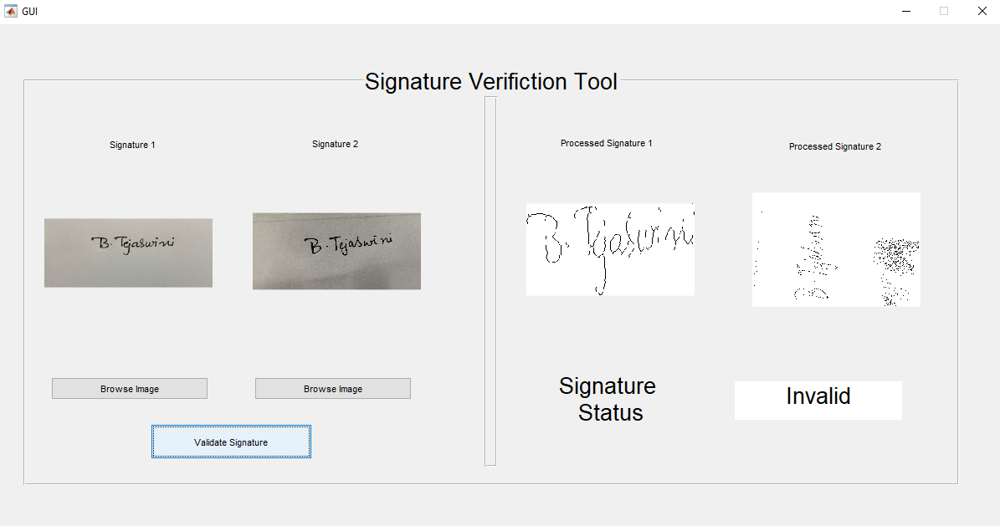 GUI
Signature Verifiction Tool
Signature 1
Signature 2
B. Tejaswini
B. Tejaswini
Browse Image
Browse Image
Validate Signature
Processed Signature 1
Processed Signature 2
B. Tejaswini
Signature
Status
Invalid